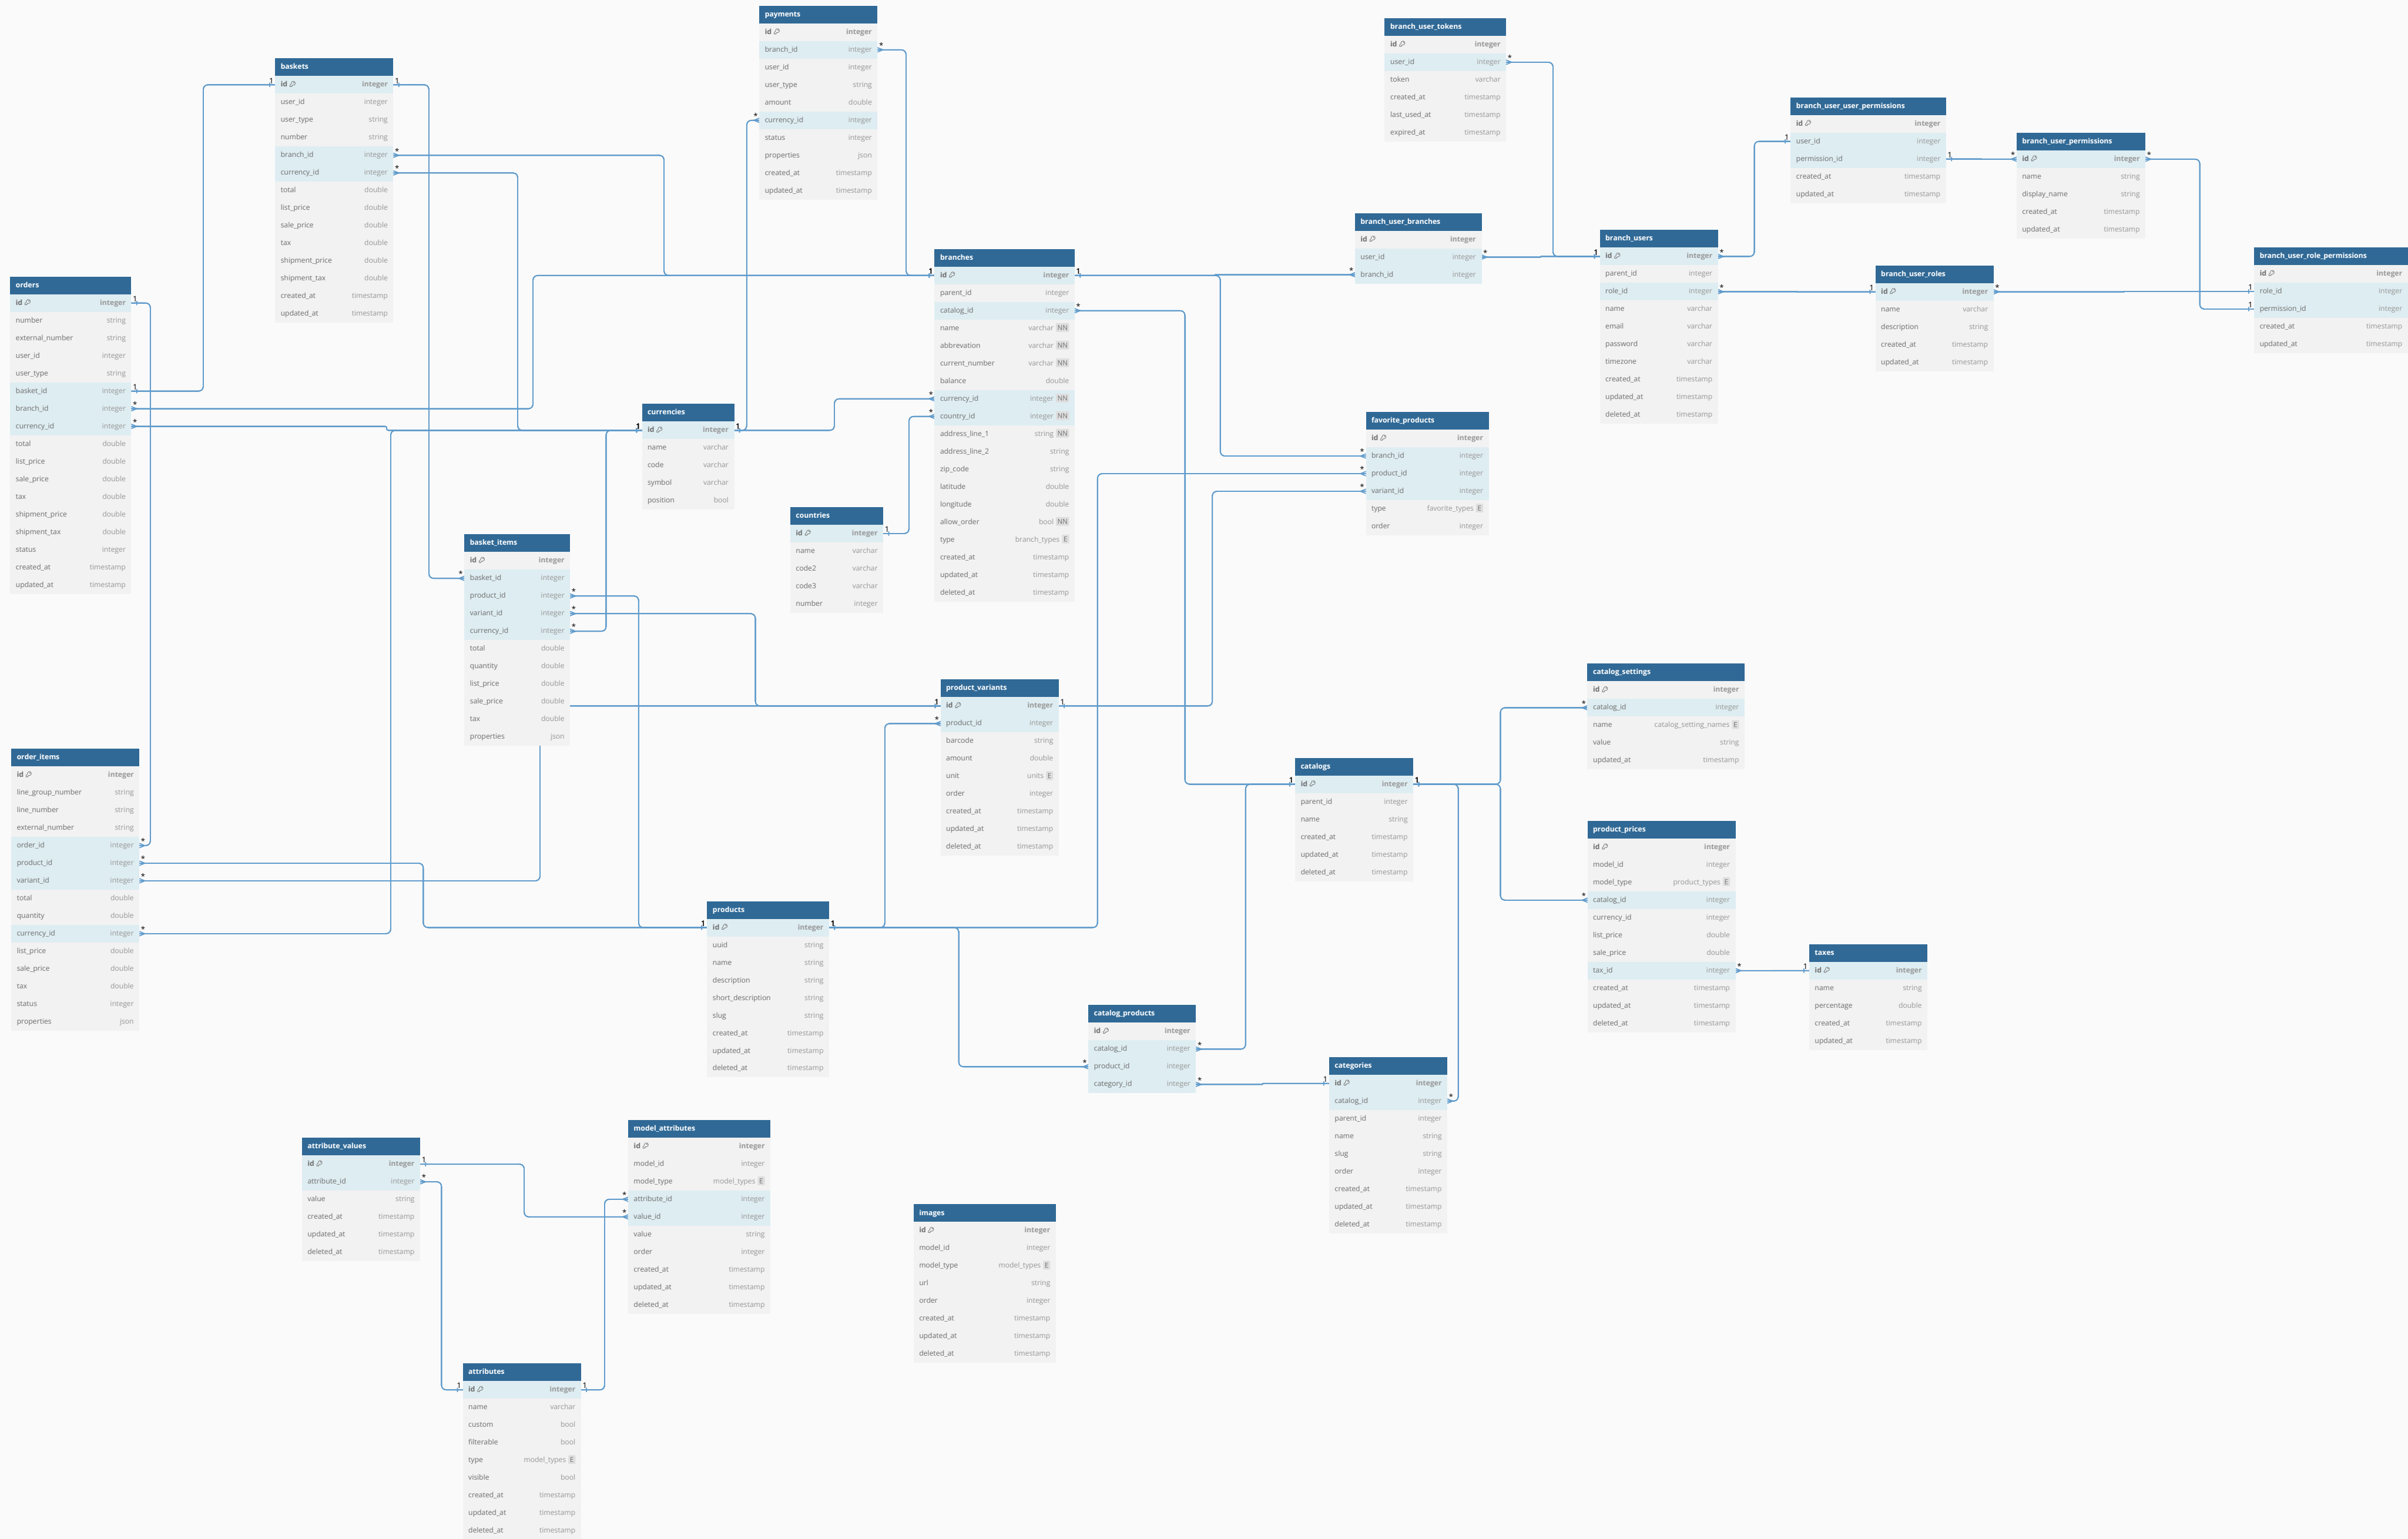 payments
id integer
branch_id integer
user_id integer
user_type string
amount double
currency_id integer
status integer
properties json
created_at timestamp
updated_at timestamp
branch_user_tokens
id integer
user_id integer
token varchar
created_at timestamp
last_used_at timestamp
expired_at timestamp
baskets
id integer
user_id integer
user_type string
number string
branch_id integer
currency_id integer
total double
list_price double
sale_price double
tax double
shipment_price double
shipment_tax double
created_at timestamp
updated_at timestamp
branch_user_user_permissions
id integer
user_id integer
permission_id integer
created_at timestamp
updated_at timestamp
branch_user_permissions
id integer
name string
display_name string
created_at timestamp
updated_at timestamp
branch_user_branches
id integer
user_id integer
branch_id integer
branch_users
id integer
parent_id integer
role_id integer
name varchar
email varchar
password varchar
timezone varchar
created_at timestamp
updated_at timestamp
deleted_at timestamp
branch_user_roles
id integer
name varchar
description string
created_at timestamp
updated_at timestamp
branch_user_role_permissions
id integer
role_id integer
permission_id integer
created_at timestamp
updated_at timestamp
branches
id integer
parent_id integer
catalog_id integer
name varchar NN
abbrevation varchar NN
current_number varchar NN
balance double
currency_id integer NN
country_id integer NN
address_line_1 string NN
address_line_2 string
zip_code string
latitude double
longitude double
allow_order bool NN
type branch_types E
created_at timestamp
updated_at timestamp
deleted_at timestamp
orders
id integer
number string
external_number string
user_id integer
user_type string
basket_id integer
branch_id integer
currency_id integer
total double
list_price double
sale_price double
tax double
shipment_price double
shipment_tax double
status integer
created_at timestamp
updated_at timestamp
currencies
id integer
name varchar
code varchar
symbol varchar
position bool
favorite_products
id integer
branch_id integer
product_id integer
variant_id integer
type favorite_types E
order integer
countries
id integer
name varchar
code2 varchar
code3 varchar
number integer
basket_items
id integer
basket_id integer
product_id integer
variant_id integer
currency_id integer
total double
quantity double
list_price double
sale_price double
tax double
properties json
product_variants
id integer
product_id integer
barcode string
amount double
unit units E
order integer
created_at timestamp
updated_at timestamp
deleted_at timestamp
catalog_settings
id integer
catalog_id integer
name catalog_setting_names E
value string
updated_at timestamp
order_items
id integer
line_group_number string
line_number string
external_number string
order_id integer
product_id integer
variant_id integer
total double
quantity double
currency_id integer
list_price double
sale_price double
tax double
status integer
properties json
catalogs
id integer
parent_id integer
name string
created_at timestamp
updated_at timestamp
deleted_at timestamp
product_prices
id integer
model_id integer
model_type product_types E
catalog_id integer
currency_id integer
list_price double
sale_price double
tax_id integer
created_at timestamp
updated_at timestamp
deleted_at timestamp
products
id integer
uuid string
name string
description string
short_description string
slug string
created_at timestamp
updated_at timestamp
deleted_at timestamp
taxes
id integer
name string
percentage double
created_at timestamp
updated_at timestamp
catalog_products
id integer
catalog_id integer
product_id integer
category_id integer
categories
id integer
catalog_id integer
parent_id integer
name string
slug string
order integer
created_at timestamp
updated_at timestamp
deleted_at timestamp
attribute_values
id integer
attribute_id integer
value string
created_at timestamp
updated_at timestamp
deleted_at timestamp
model_attributes
id integer
model_id integer
model_type model_types E
attribute_id integer
value_id integer
value string
order integer
created_at timestamp
updated_at timestamp
deleted_at timestamp
images
id integer
model_id integer
model_type model_types E
url string
order integer
created_at timestamp
updated_at timestamp
deleted_at timestamp
attributes
id integer
name varchar
custom bool
filterable bool
type model_types E
visible bool
created_at timestamp
updated_at timestamp
deleted_at timestamp